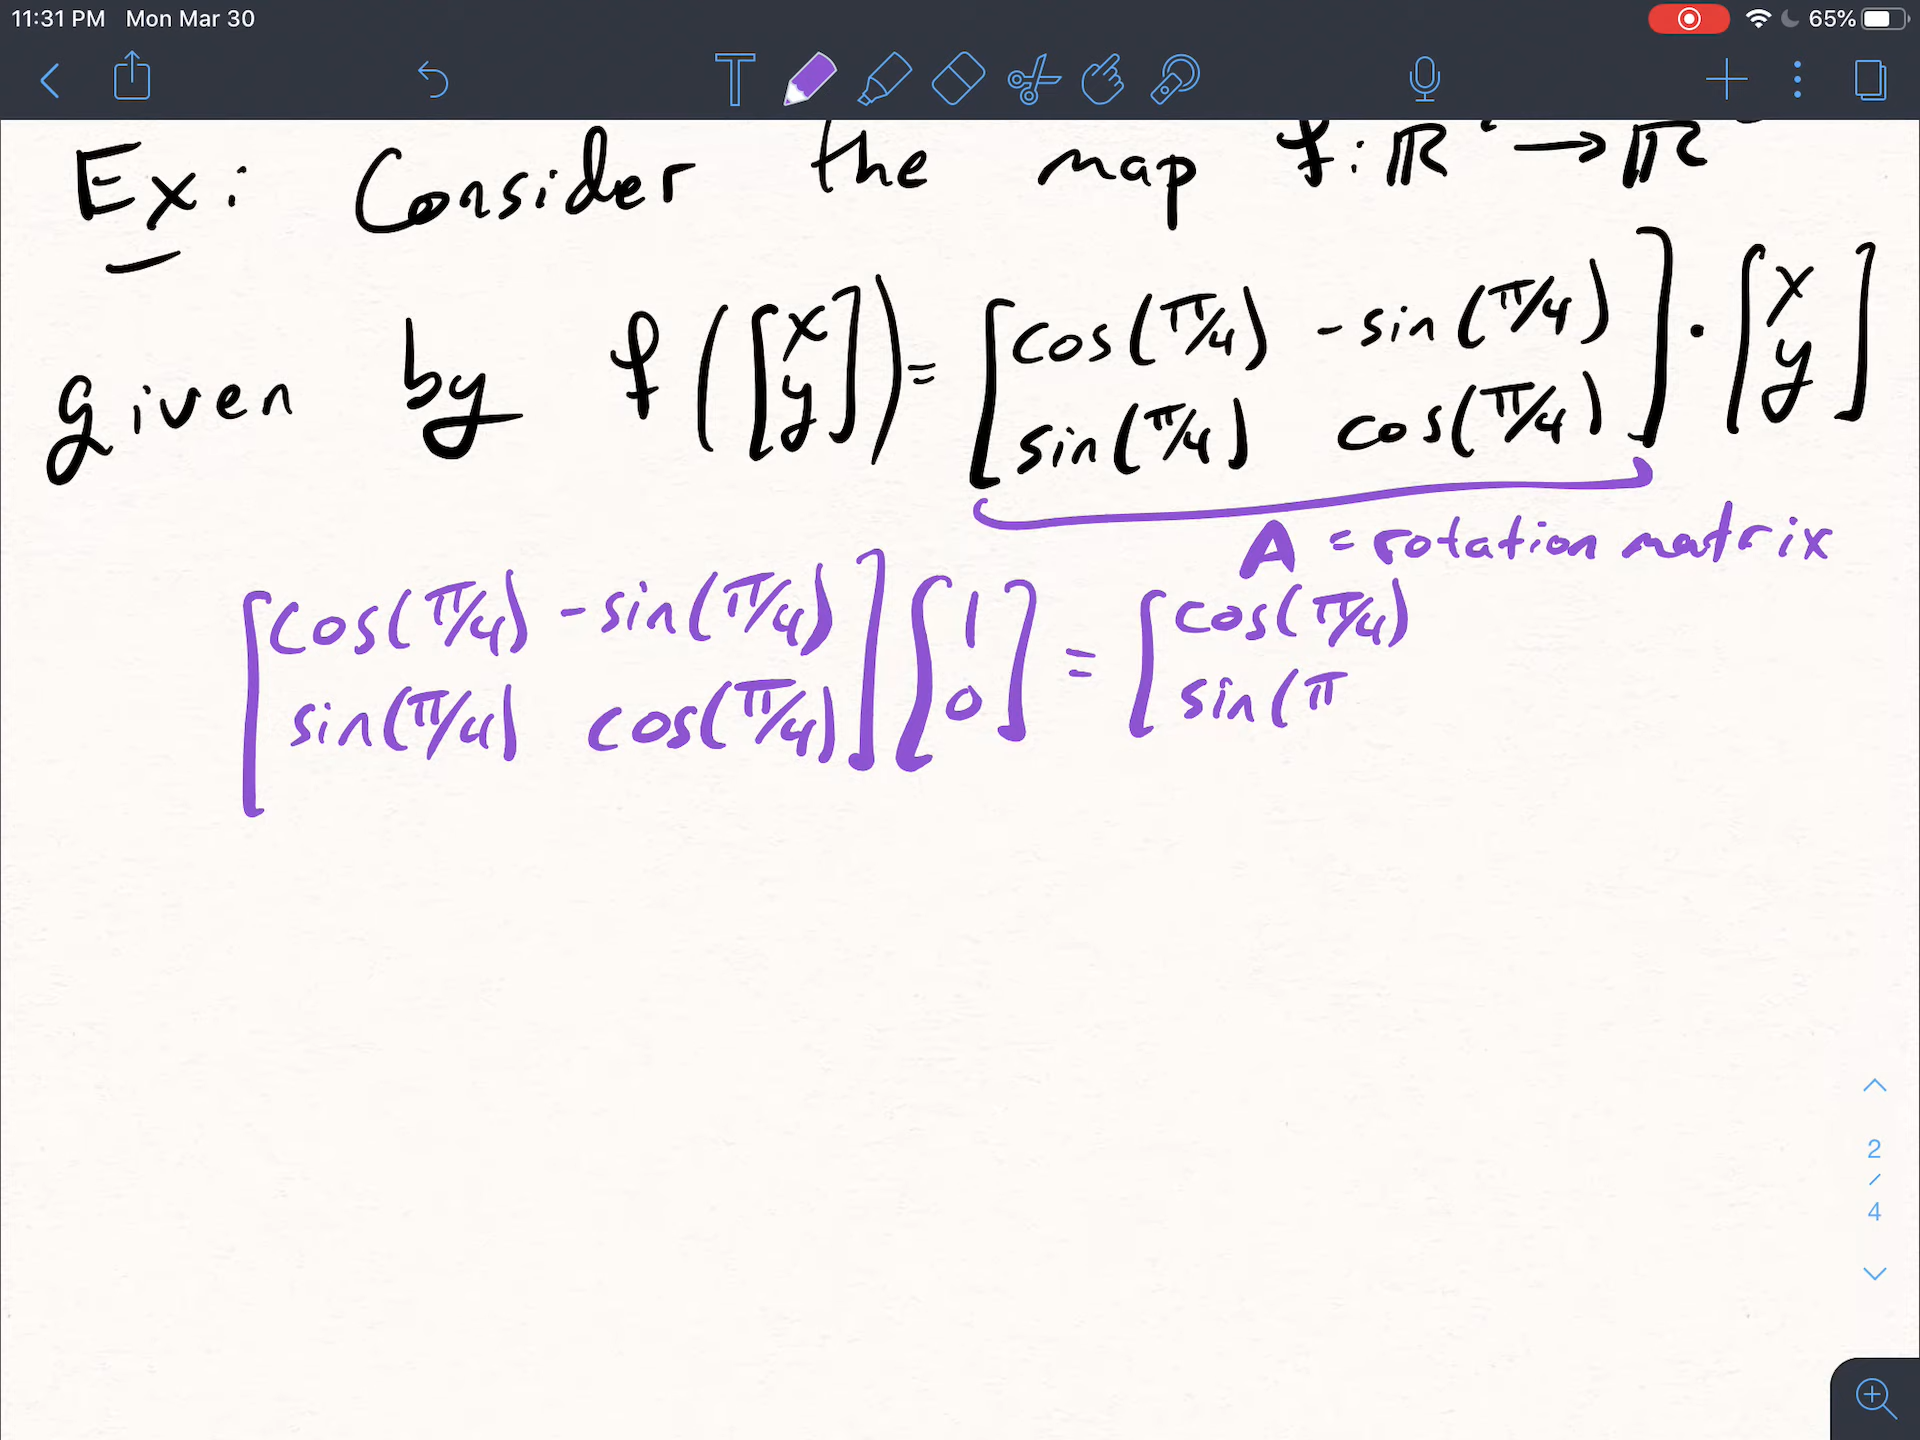 11:31 PM Mon Mar 30 65%
Ex: Consider the map f: ℝ → ℝ
given by f([x y]) = [cos(π/4) -sin(π/4) sin(π/4) cos(π/4)] · [x y]
A = rotation matrix
[cos(π/4) -sin(π/4) sin(π/4) cos(π/4)] [1 0] = [cos(π/4) sin(π
2
/
4